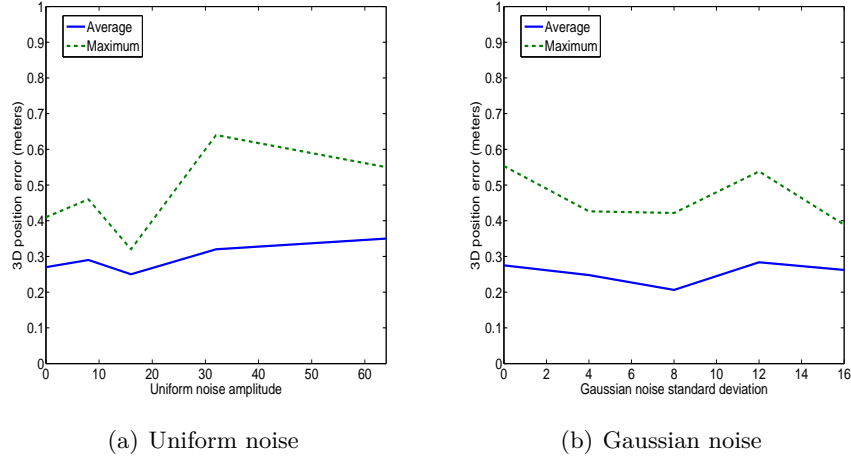 1
0.9
0.8
0.7
0.6
0.5
0.4
0.3
0.2
0.1
0
3D position error (meters)
Average
Maximum
0 10 20 30 40 50 60
Uniform noise amplitude
(a) Uniform noise
1
0.9
0.8
0.7
0.6
0.5
0.4
0.3
0.2
0.1
0
3D position error (meters)
Average
Maximum
0 2 4 6 8 10 12 14 16
Gaussian noise standard deviation
(b) Gaussian noise